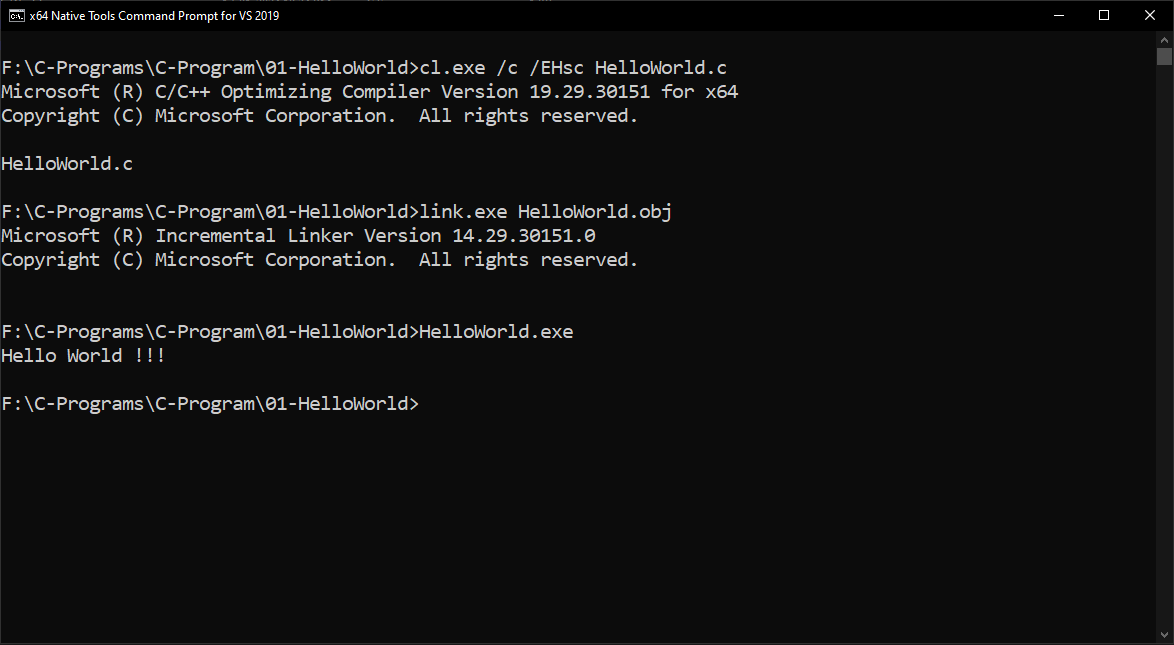 x64 Native Tools Command Prompt for VS 2019
F:\C-Programs\C-Program\01-HelloWorld>cl.exe /c /EHsc HelloWorld.c
Microsoft (R) C/C++ Optimizing Compiler Version 19.29.30151 for x64
Copyright (C) Microsoft Corporation.  All rights reserved.
HelloWorld.c
F:\C-Programs\C-Program\01-HelloWorld>link.exe HelloWorld.obj
Microsoft (R) Incremental Linker Version 14.29.30151.0
Copyright (C) Microsoft Corporation.  All rights reserved.
F:\C-Programs\C-Program\01-HelloWorld>HelloWorld.exe
Hello World !!!
F:\C-Programs\C-Program\01-HelloWorld>